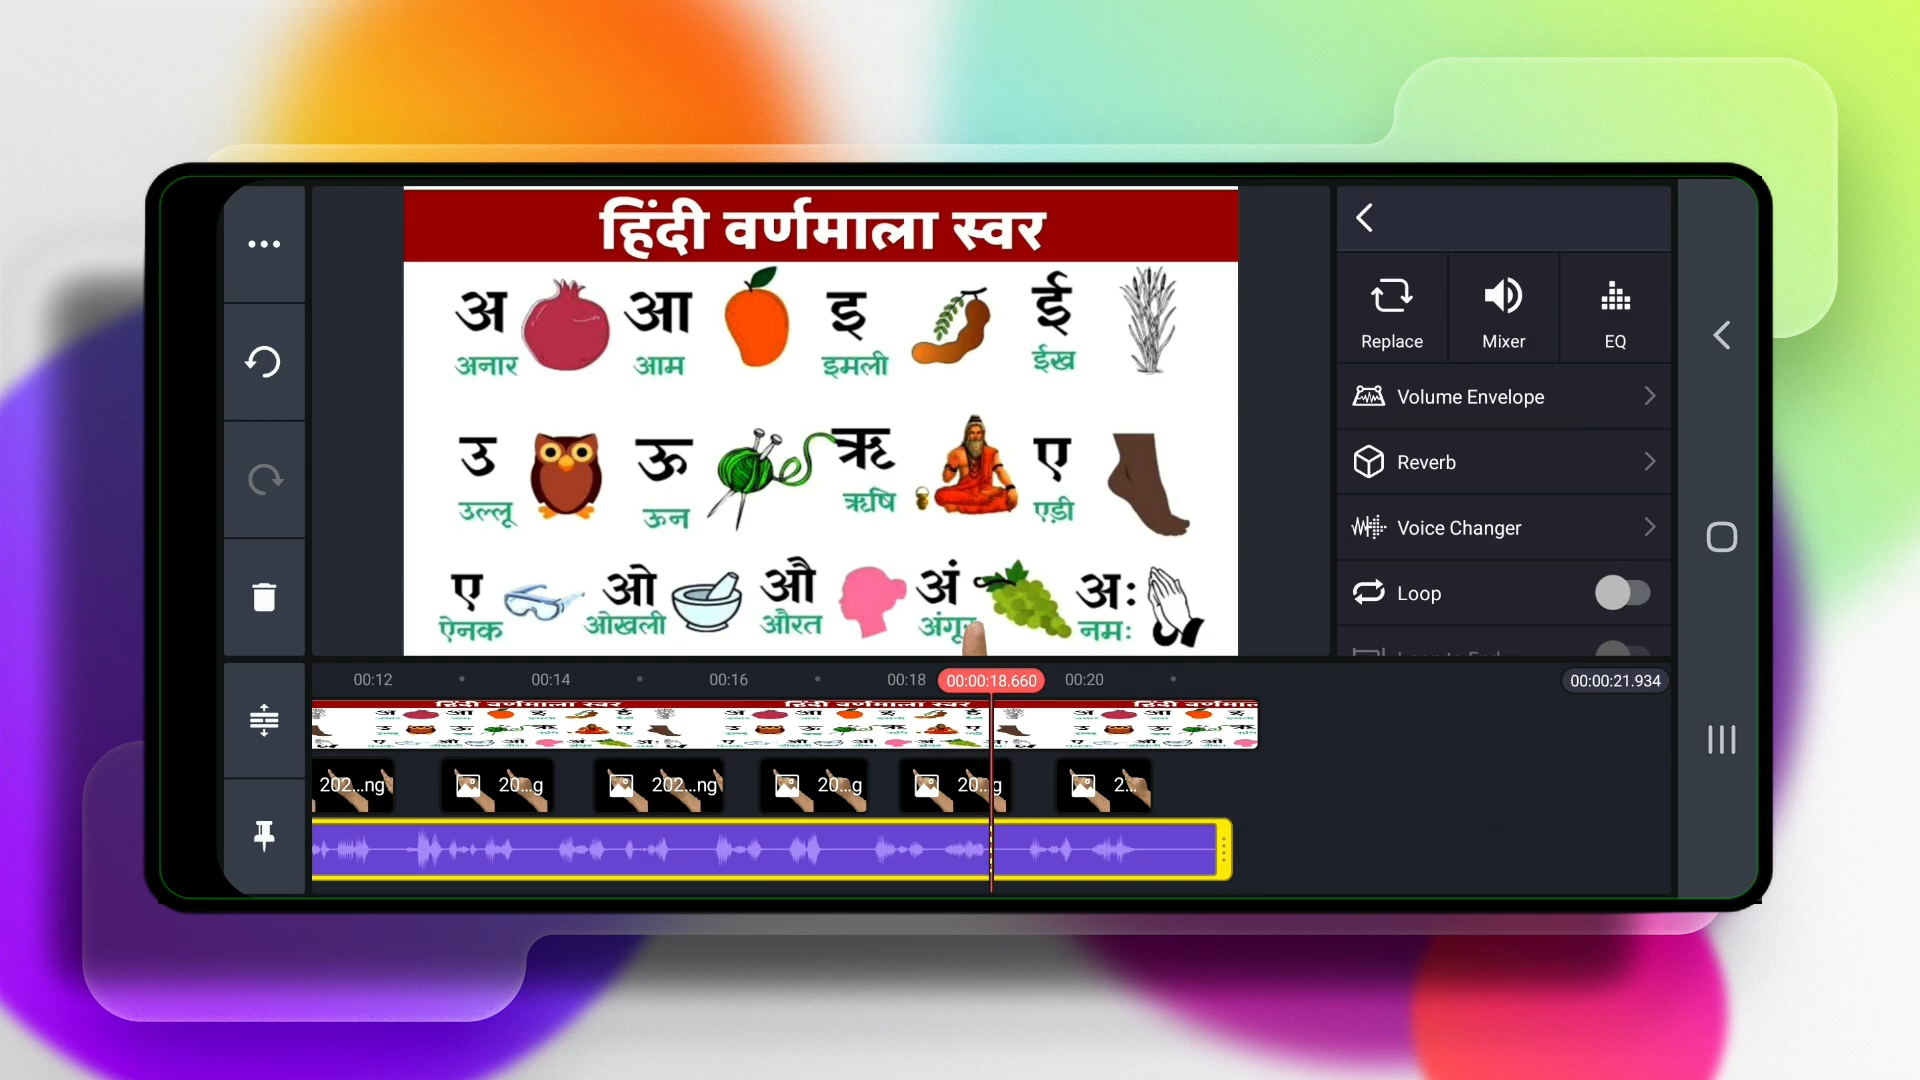 हिंदी वर्णमाला स्वर
अ आ इ ई
अनार आम इमली ईख
उ ऊ ऋ ए
उल्लू ऊन ऋषि एड़ी
ए ओ औ अं अः
ऐनक ओखली औरत अंगूर नमः
Replace Mixer EQ
Volume Envelope
Reverb
Voice Changer
Loop
00:12 00:14 00:16 00:18 00:00:18.660 00:20 00:00:21.934
202...ng 20...g 202...ng 20...g 20...g 2...